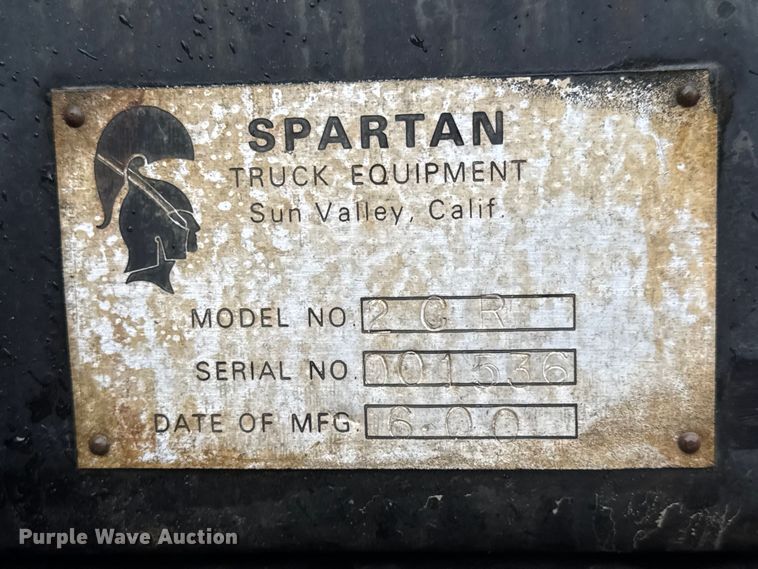 SPARTAN
TRUCK EQUIPMENT
Sun Valley, Calif.
MODEL NO. 2 G R
SERIAL NO. 001536
DATE OF MFG. 6.00
Purple Wave Auction